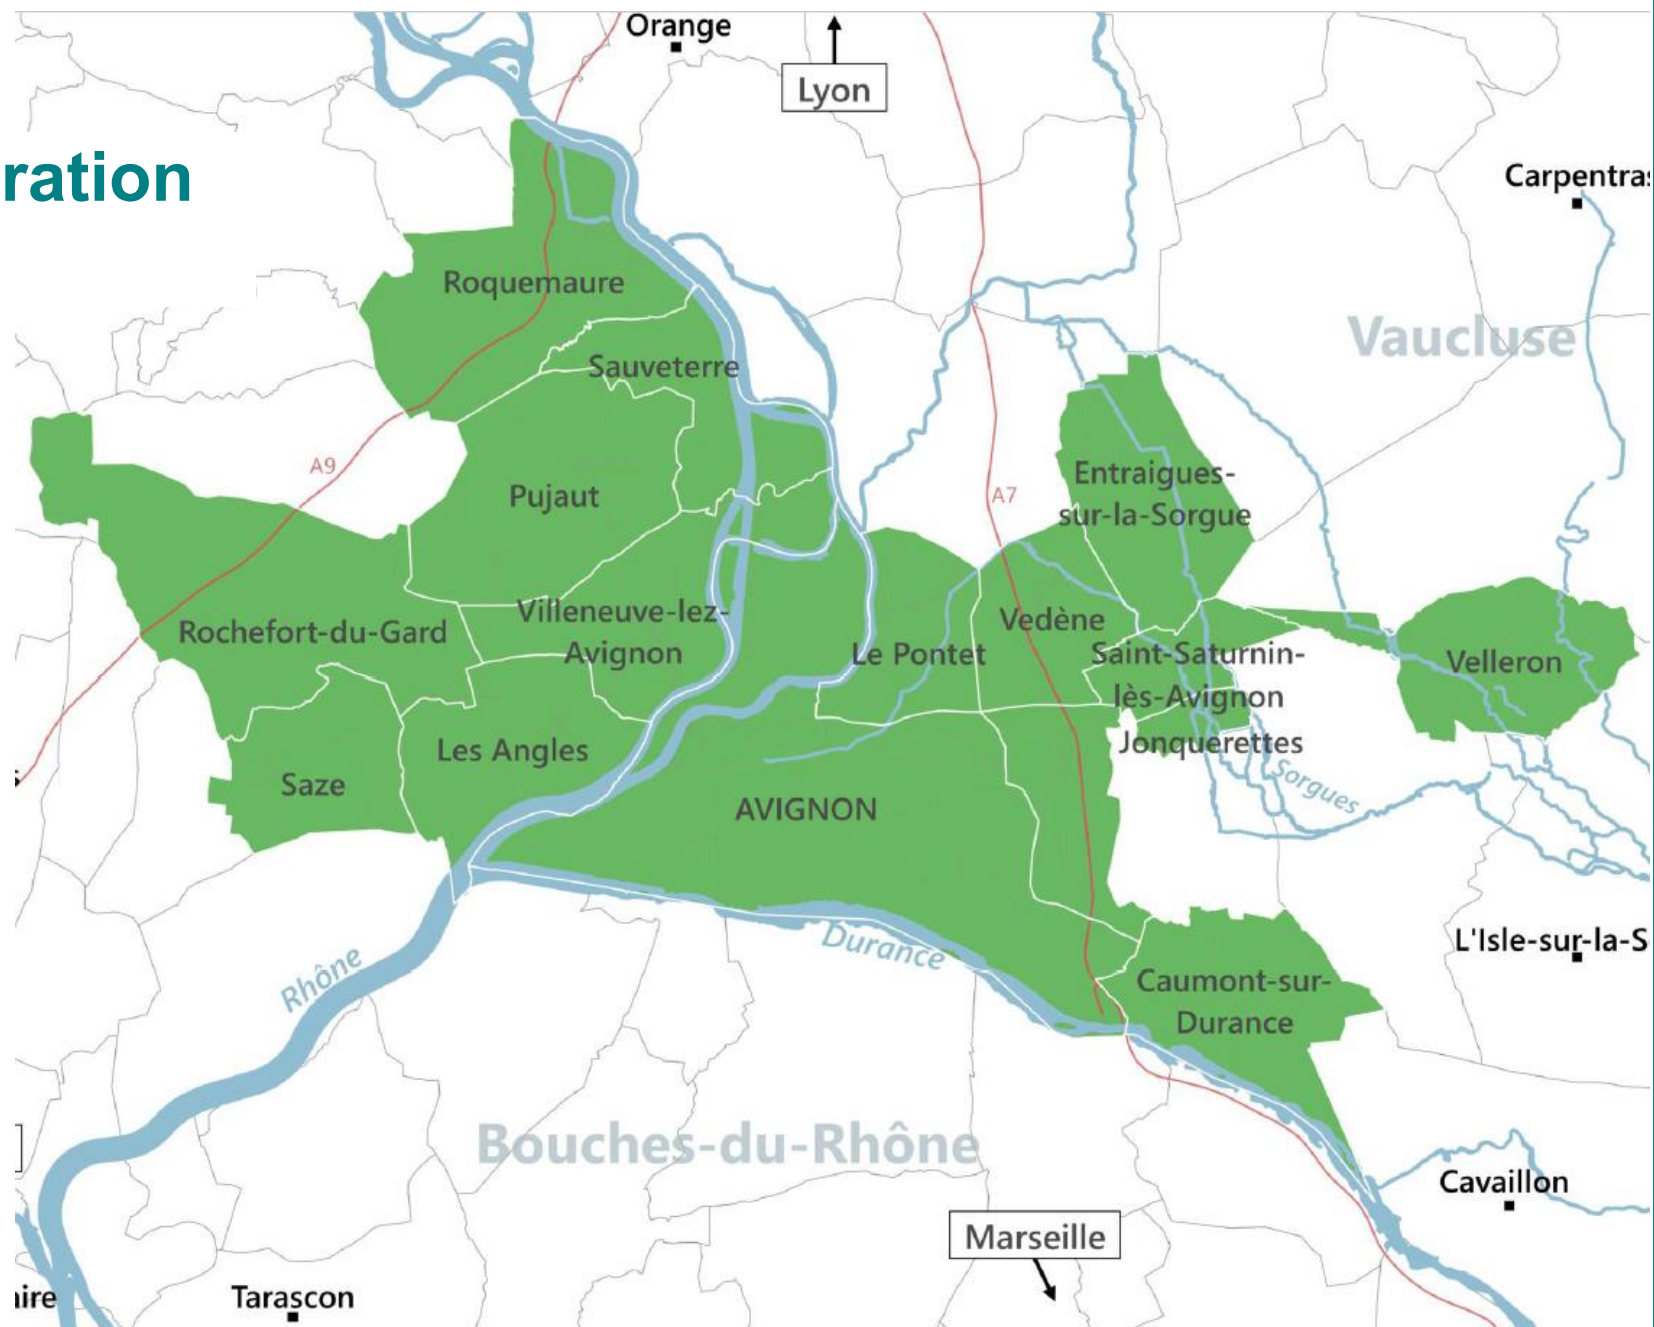 Orange
Lyon
ration
Carpentras
Roquemaure
Vaucluse
Sauveterre
A9
Pujaut
A7
Entraigues-
sur-la-Sorgue
Villeneuve-lez-
Avignon
Rochefort-du-Gard
Vedène
Le Pontet
Saint-Saturnin-
lès-Avignon
Velleron
Les Angles
Jonquerettes
Saze
Sorgues
AVIGNON
Durance
L'Isle-sur-la-S
Rhône
Caumont-sur-
Durance
Bouches-du-Rhône
Cavaillon
Marseille
aire
Tarascon